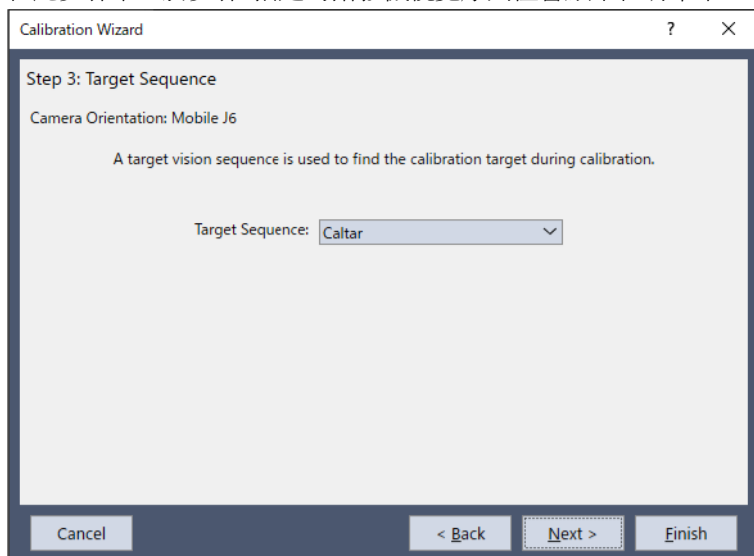 Calibration Wizard ? ×
Step 3: Target Sequence
Camera Orientation: Mobile J6
A target vision sequence is used to find the calibration target during calibration.
Target Sequence: Caltar
Cancel < Back Next > Finish